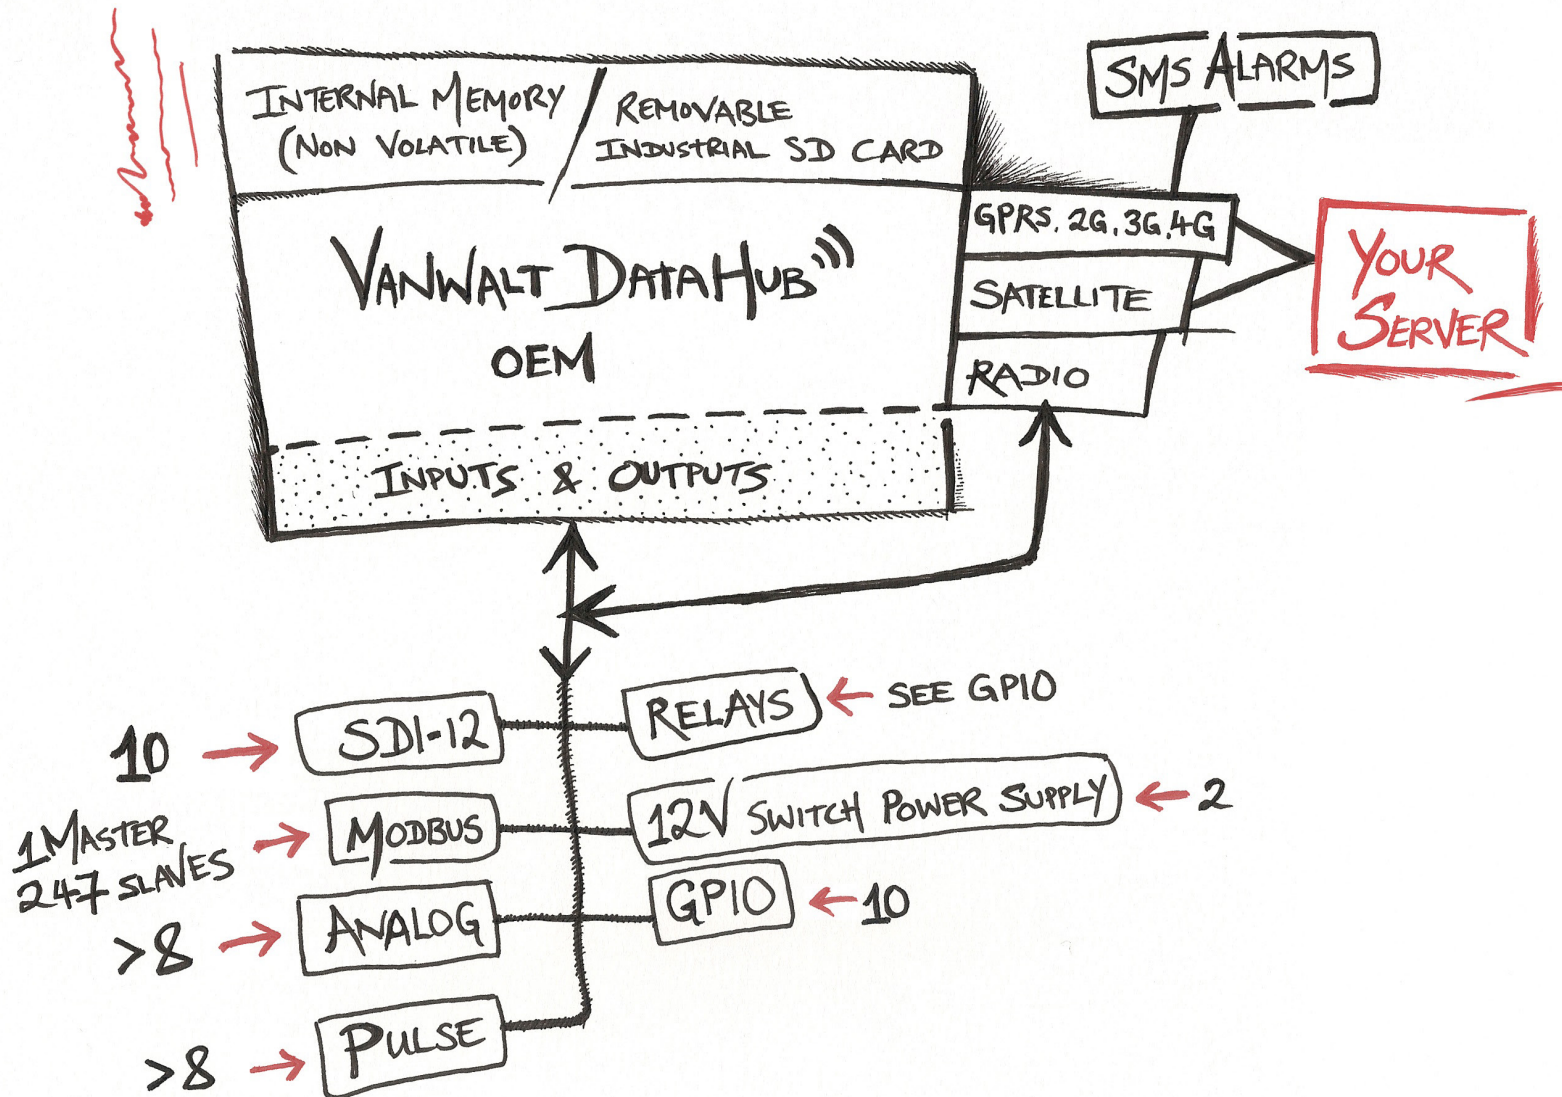 SMS ALARMS
INTERNAL MEMORY
(NON VOLATILE)
REMOVABLE
INDUSTRIAL SD CARD
VANWALT DATAHUB
OEM
GPRS, 2G, 3G, 4G
SATELLITE
RADIO
YOUR
SERVER
INPUTS & OUTPUTS
10
SDI-12
RELAYS
SEE GPIO
1 MASTER
247 SLAVES
MODBUS
12V SWITCH POWER SUPPLY
2
>8
ANALOG
GPIO
10
>8
PULSE